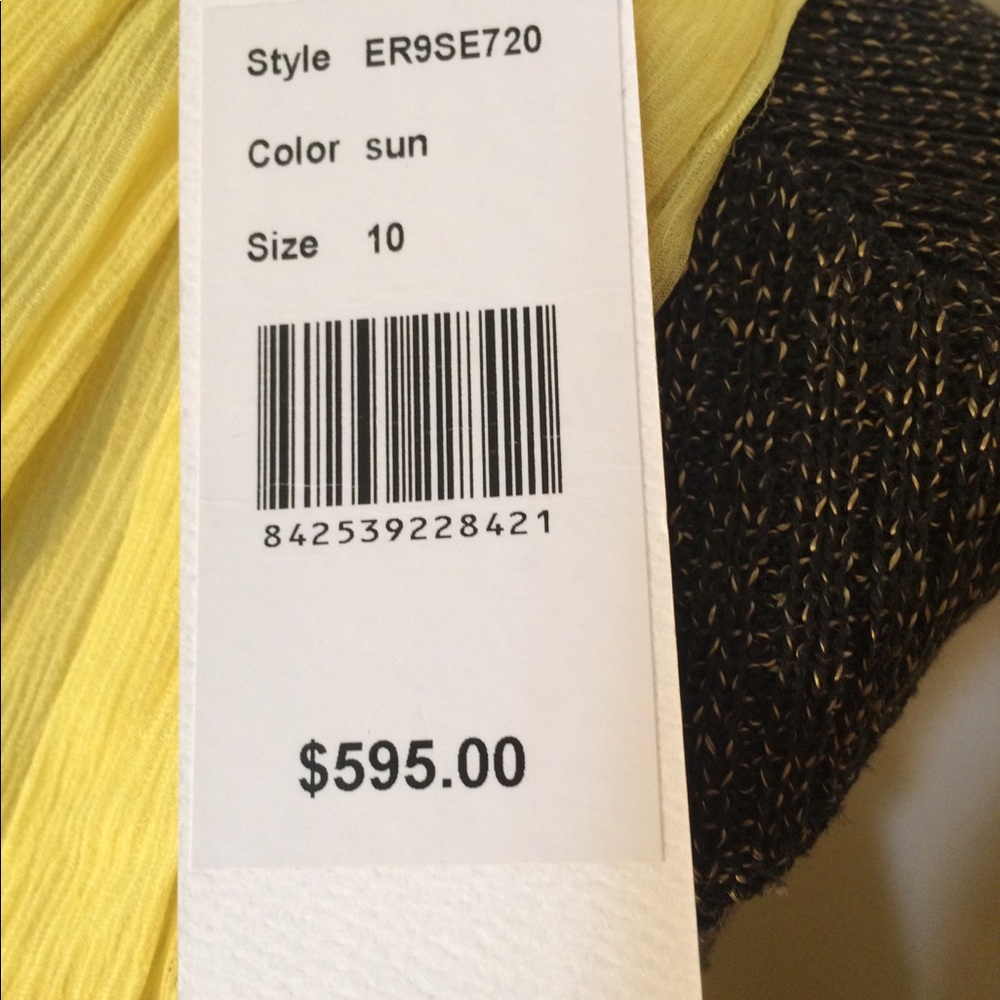 Style ER9SE720
Color sun
Size 10
842539228421
$595.00